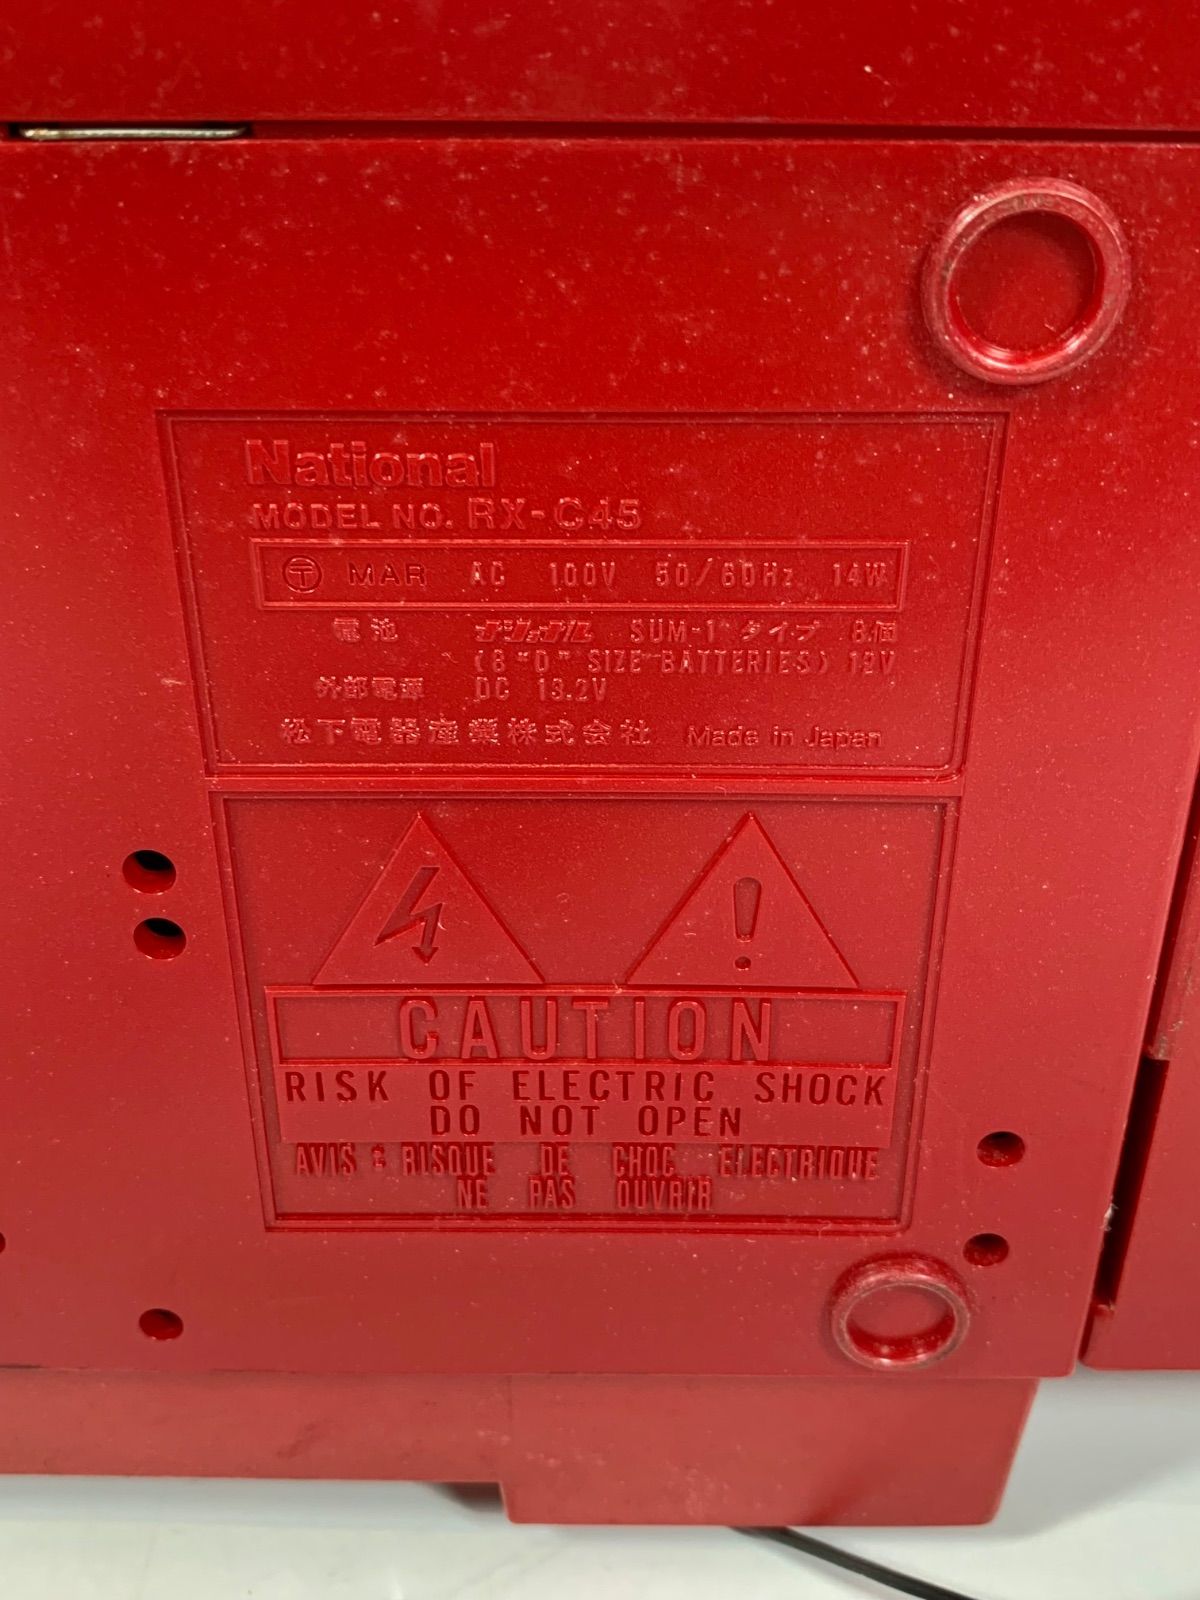 National
MODEL NO. RX-C45
〒 MAR AC 100V 50/60Hz 14W
電池 ナショナル SUM-1 タイプ 8個
(8 "D" SIZE BATTERIES) 12V
外部電源 DC 13.2V
松下電器産業株式会社 Made in Japan
CAUTION
RISK OF ELECTRIC SHOCK
DO NOT OPEN
AVIS : RISQUE DE CHOC ELECTRIQUE
NE PAS OUVRIR